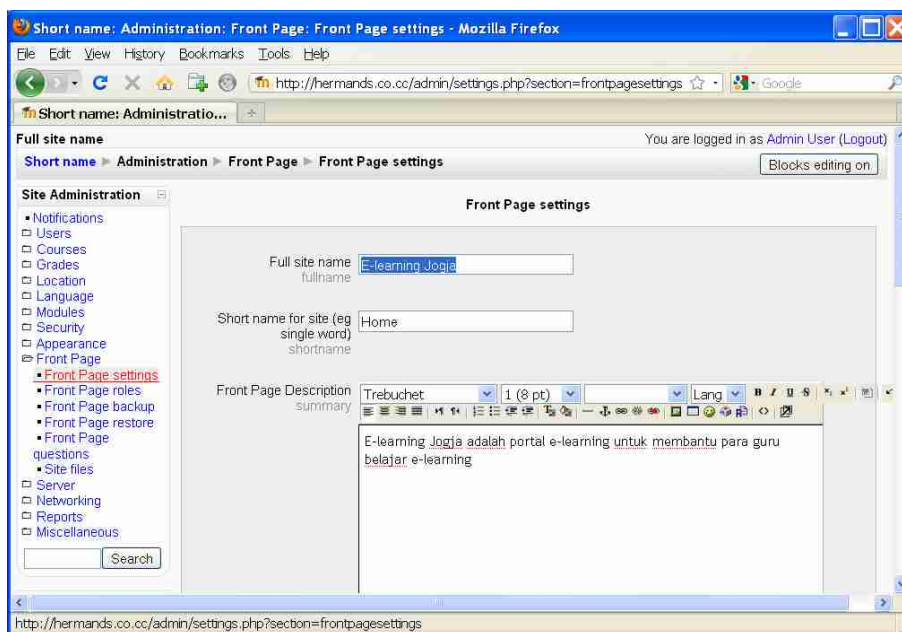 Short name: Administration: Front Page: Front Page settings - Mozilla Firefox
File Edit View History Bookmarks Tools Help
http://hermands.co.cc/admin/settings.php?section=frontpagesettings Google
Short name: Administratio...
Full site name You are logged in as Admin User (Logout)
Short name Administration Front Page Front Page settings Blocks editing on
Site Administration
Notifications
Users
Courses
Grades
Location
Language
Modules
Security
Appearance
Front Page
Front Page settings
Front Page roles
Front Page backup
Front Page restore
Front Page
questions
Site files
Server
Networking
Reports
Miscellaneous
Search
Front Page settings
Full site name E-learning Jogja
fullname
Short name for site (eg
single word) Home
shortname
Front Page Description
summary
Trebuchet 1 (8 pt) Lang B I U S
E-learning Jogja adalah portal e-learning untuk membantu para guru
belajar e-learning
http://hermands.co.cc/admin/settings.php?section=frontpagesettings